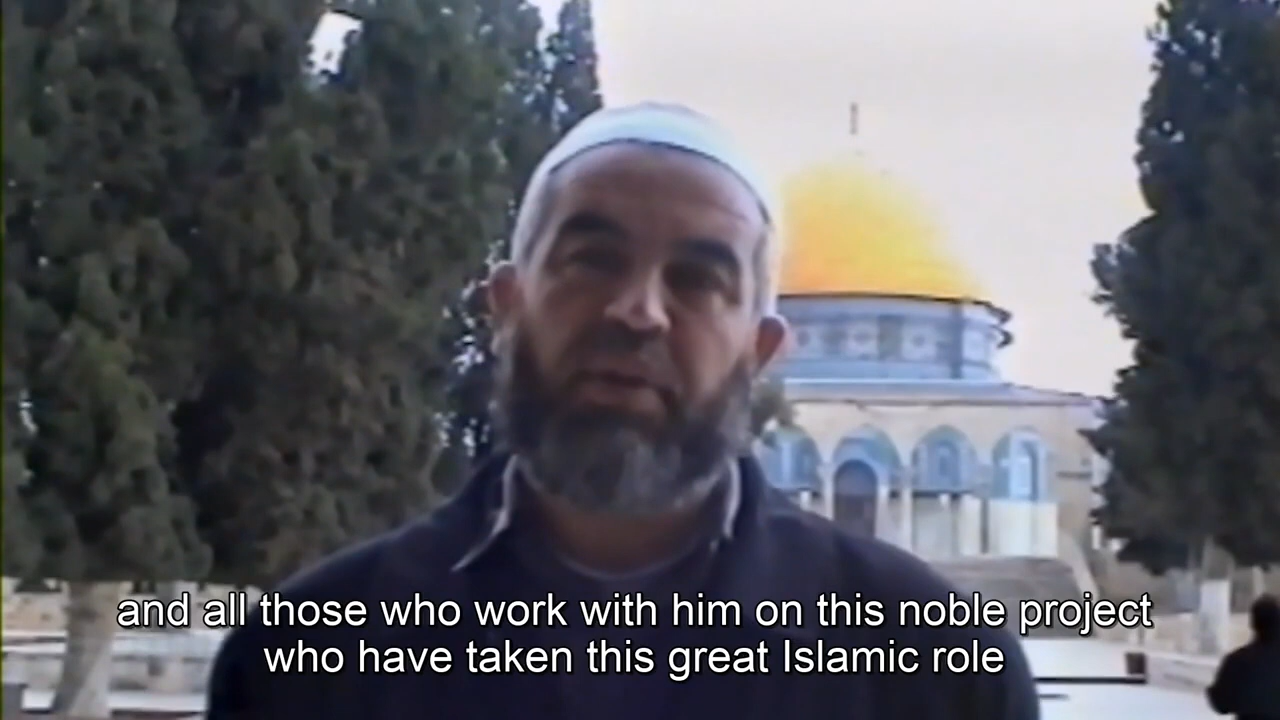 and all those who work with him on this noble project
who have taken this great Islamic role